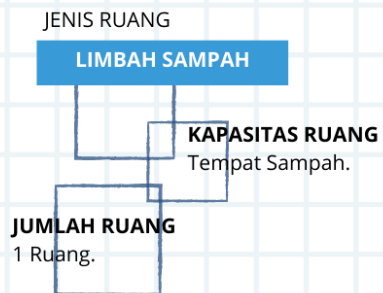 JENIS RUANG
LIMBAH SAMPAH
KAPASITAS RUANG
Tempat Sampah.
JUMLAH RUANG
1 Ruang.